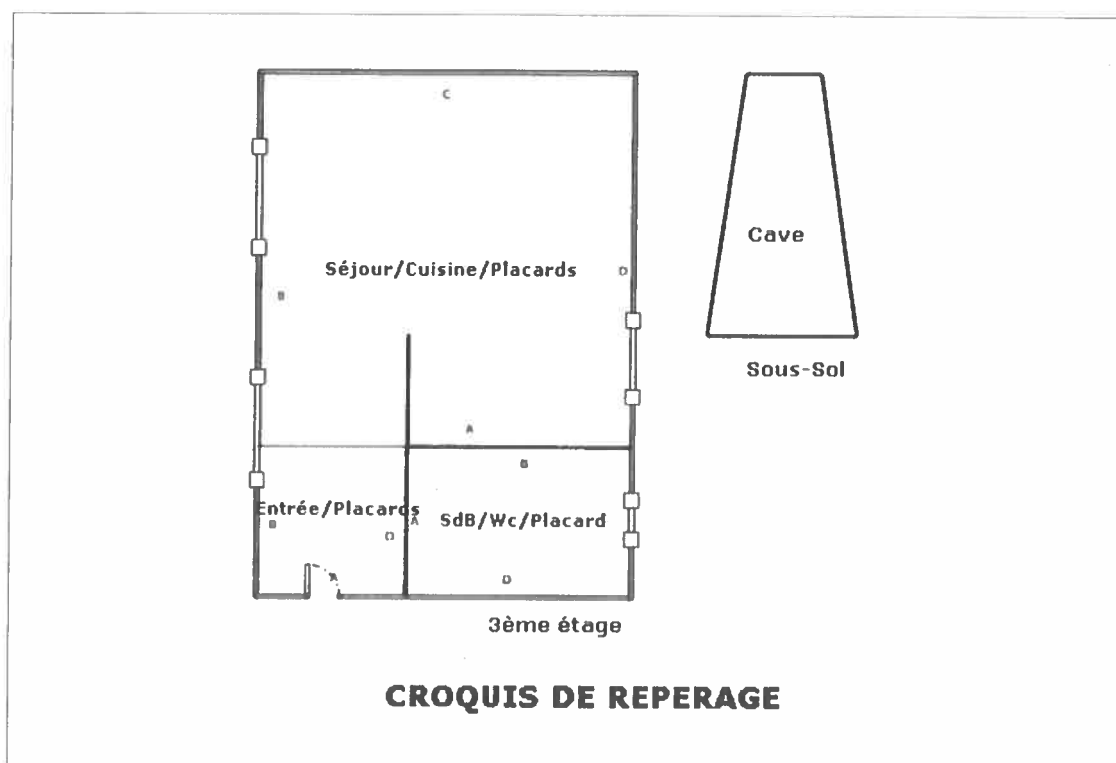 C
Cave
Séjour/Cuisine/Placards
D
B
Sous-Sol
A
B
Entrée/Placards
SdB/Wc/Placard
A
B
D
A
D
3ème étage
CROQUIS DE REPERAGE